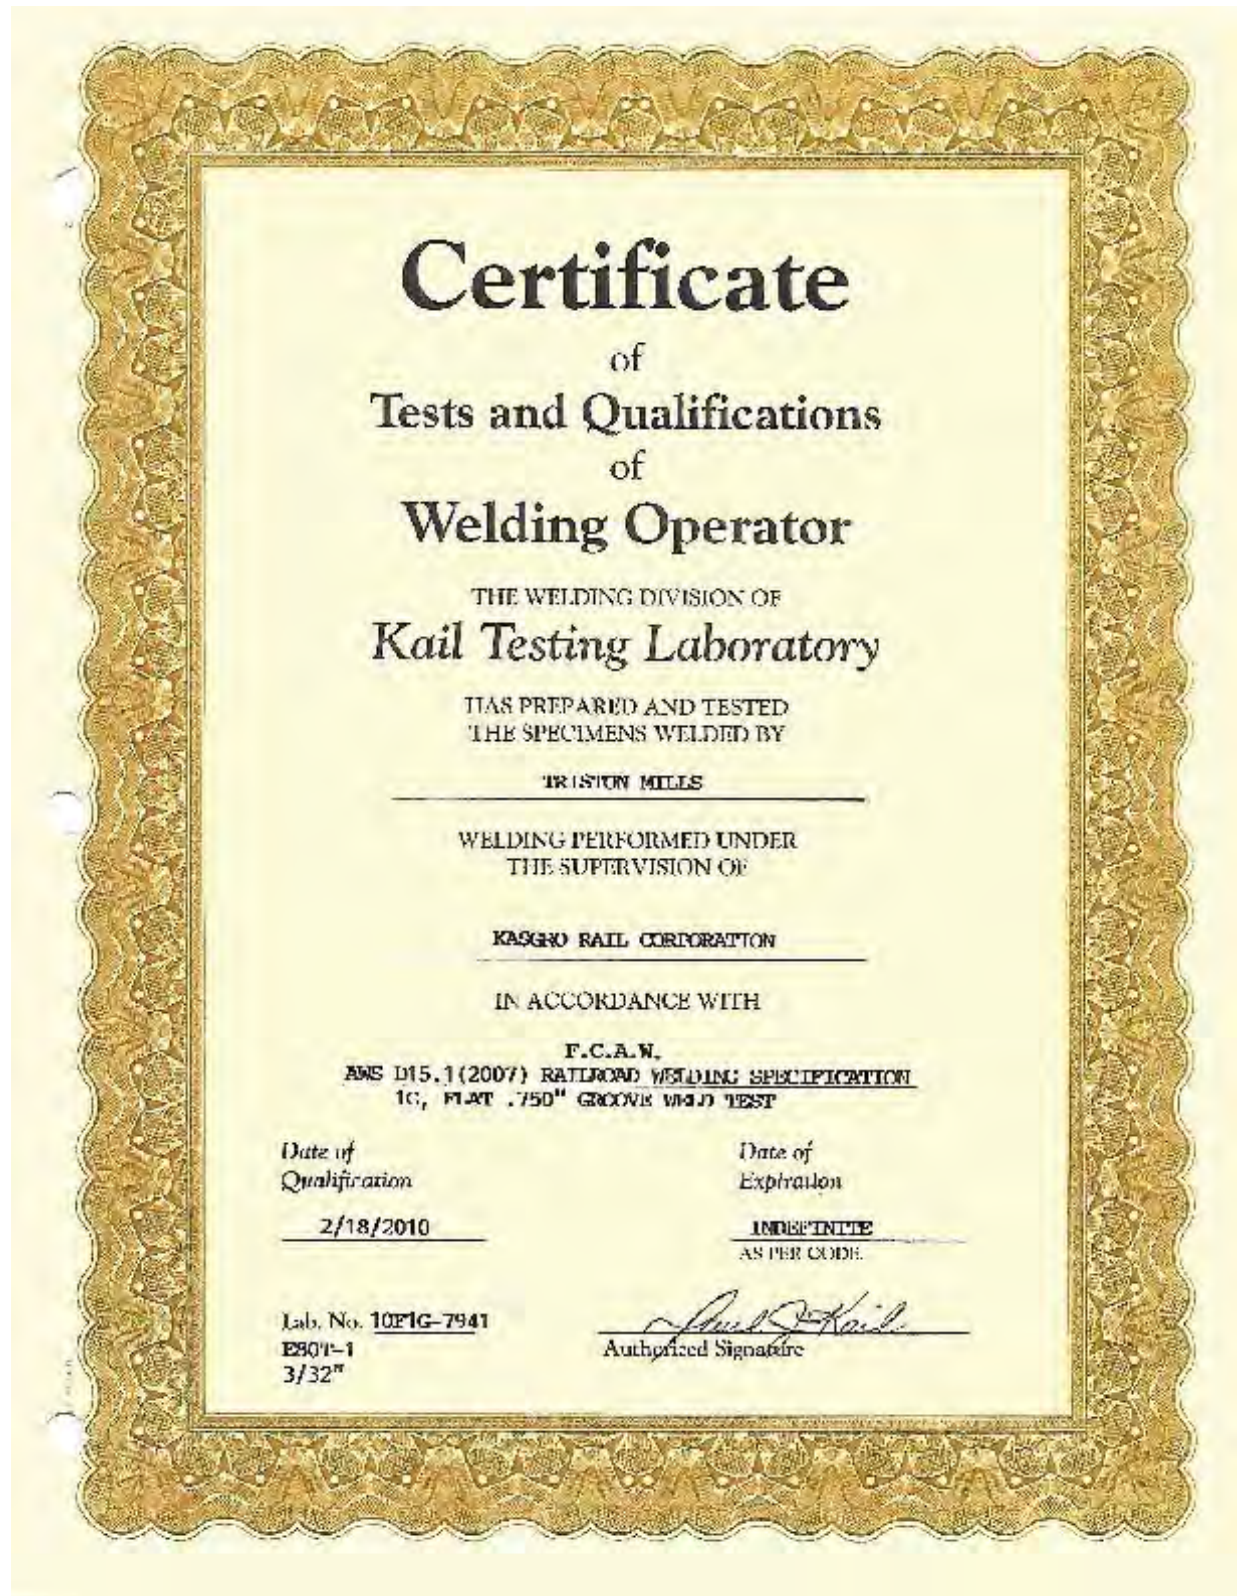 Certificate
of
Tests and Qualifications
of
Welding Operator
THE WELDING DIVISION OF
Kail Testing Laboratory
HAS PREPARED AND TESTED
THE SPECIMENS WELDED BY
TRISTON MILLS
WELDING PERFORMED UNDER
THE SUPERVISION OF
KASGRO RAIL CORPORATION
IN ACCORDANCE WITH
F.C.A.W.
AWS D15.1(2007) RAILROAD WELDING SPECIFICATION
1G, FLAT .750" GROOVE WELD TEST
Date of Qualification
Date of Expiration
2/18/2010
INDEFINITE
AS PER CODE
Lab. No. 10F1G-7941
Authorized Signature
E80T-1
3/32"